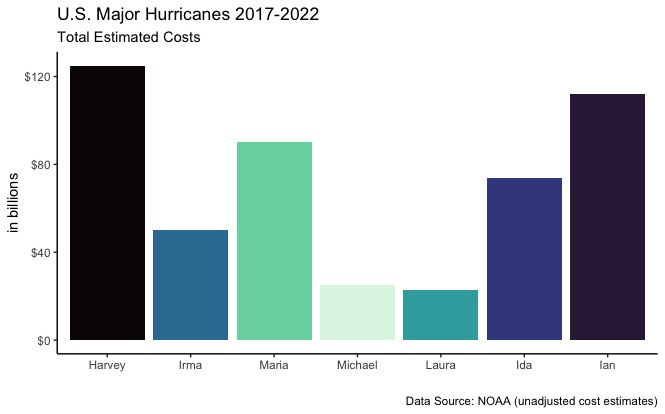 U.S. Major Hurricanes 2017-2022
Total Estimated Costs
$120
$80
$40
$0
in billions
Harvey Irma Maria Michael Laura Ida Ian
Data Source: NOAA (unadjusted cost estimates)